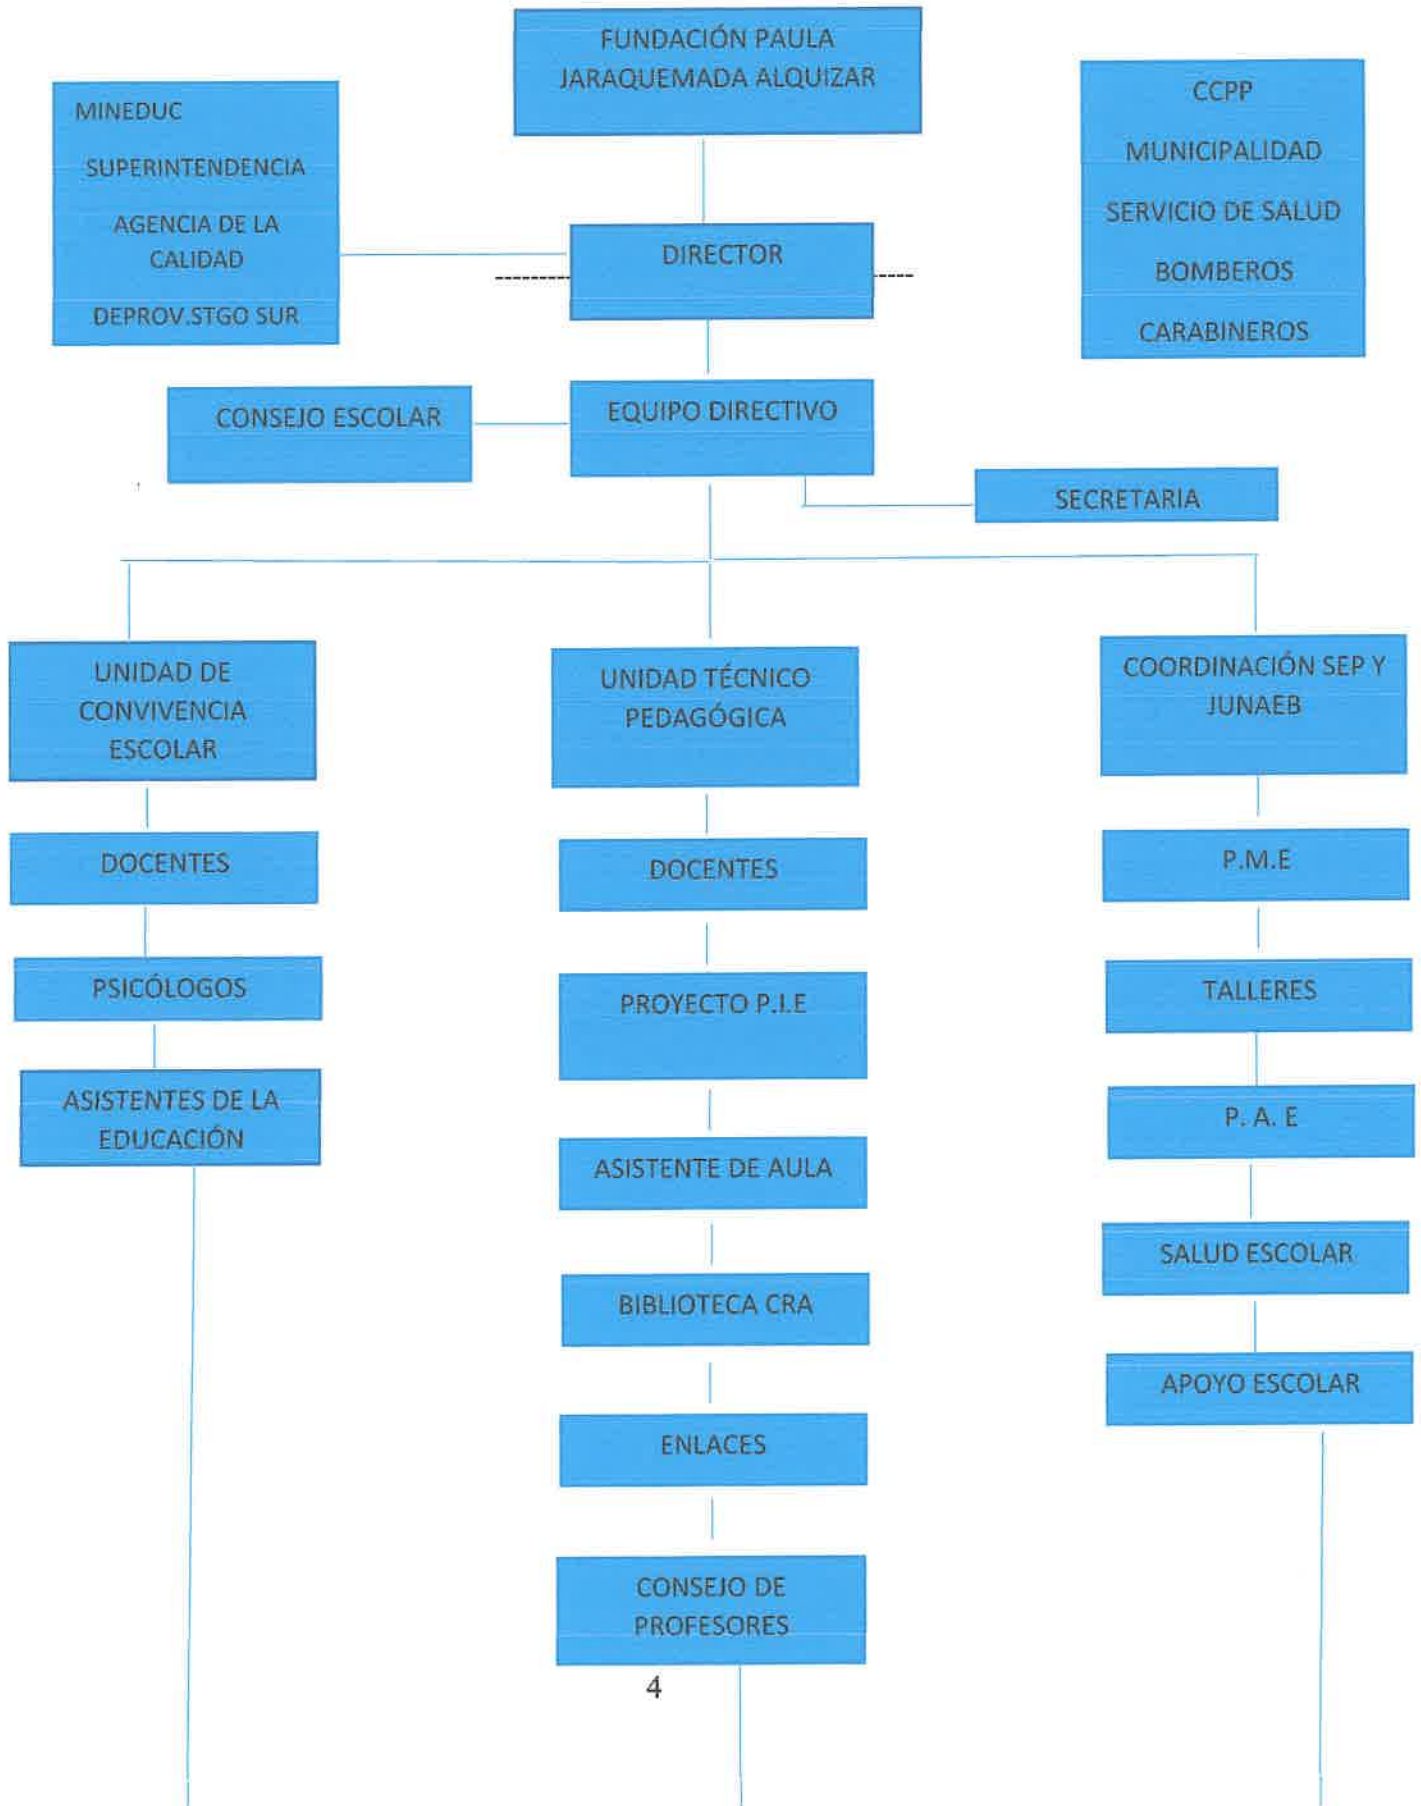 FUNDACIÓN PAULA
JARAQUEMADA ALQUIZAR
MINEDUC
SUPERINTENDENCIA
AGENCIA DE LA
CALIDAD
DEPROV.STGO SUR
CCPP
MUNICIPALIDAD
SERVICIO DE SALUD
BOMBEROS
CARABINEROS
DIRECTOR
CONSEJO ESCOLAR
EQUIPO DIRECTIVO
SECRETARIA
UNIDAD DE
CONVIVENCIA
ESCOLAR
DOCENTES
PSICÓLOGOS
ASISTENTES DE LA
EDUCACIÓN
UNIDAD TÉCNICO
PEDAGÓGICA
DOCENTES
PROYECTO P.I.E
ASISTENTE DE AULA
BIBLIOTECA CRA
ENLACES
CONSEJO DE
PROFESORES
COORDINACIÓN SEP Y
JUNAEB
P.M.E
TALLERES
P. A. E
SALUD ESCOLAR
APOYO ESCOLAR
4